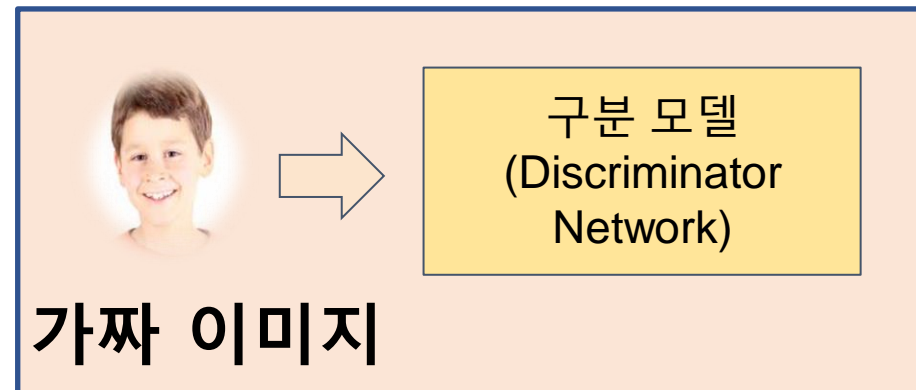 구분 모델
(Discriminator
Network)
가짜 이미지